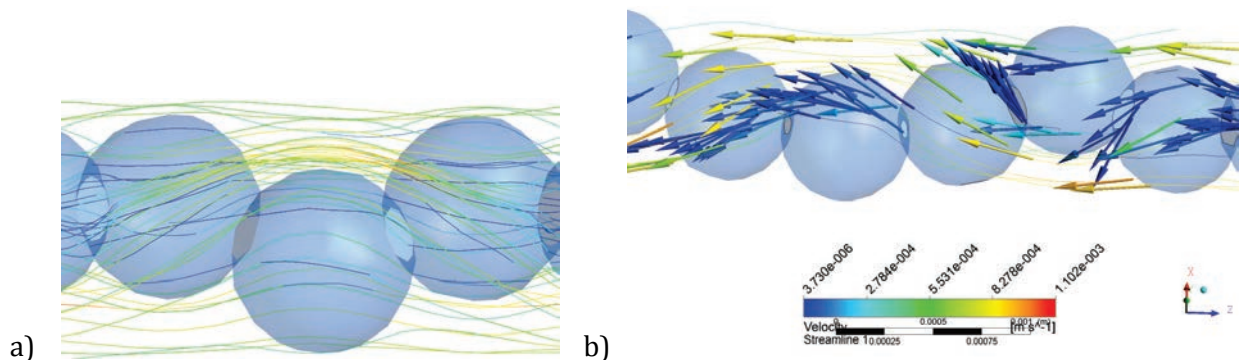 a)
b)
3.730e-006
2.784e-004
5.531e-004
8.278e-004
1.102e-003
0 0.0005 0.001 (m)
Velocity [m s^-1]
Streamline 1 0.00025 0.00075
X
Z